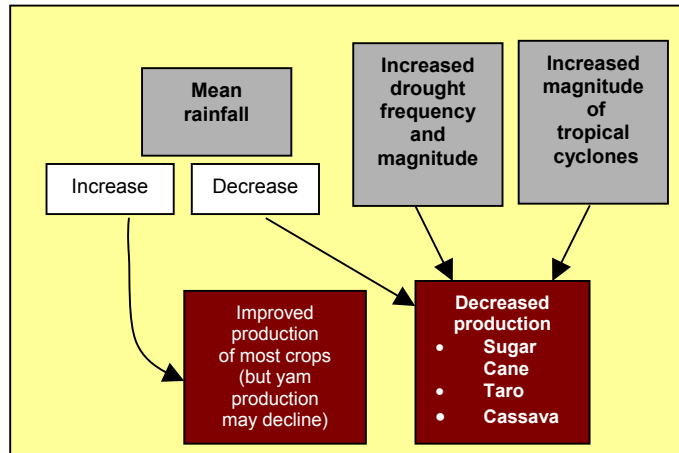 Mean
rainfall
Increase
Decrease
Increased
drought
frequency
and
magnitude
Increased
magnitude
of
tropical
cyclones
Improved
production
of most crops
(but yam
production
may decline)
Decreased
production
• Sugar
Cane
• Taro
• Cassava